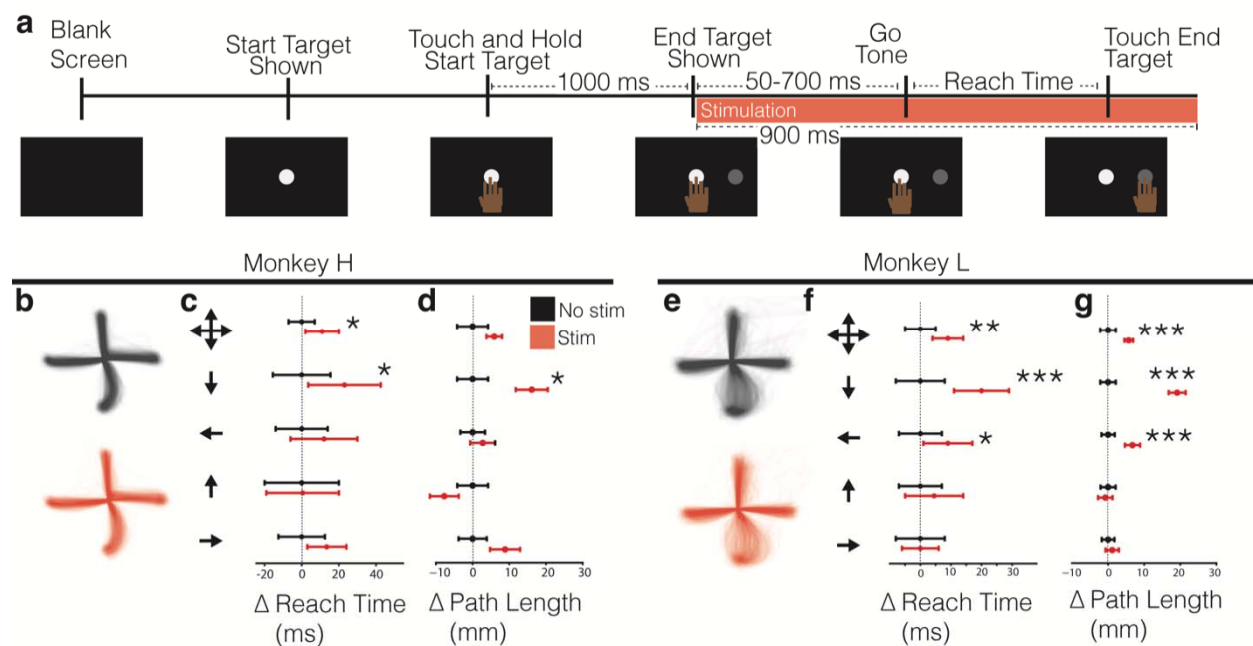 a
Blank
Screen
Start Target
Shown
Touch and Hold
Start Target
End Target
Shown
Go
Tone
Touch End
Target
1000 ms
50-700 ms
Reach Time
Stimulation
900 ms
Monkey H
Monkey L
b
c
d
No stim
Stim
e
f
g
*
**
***
*
*
***
***
*
***
-20 0 20 40
-10 0 10 20 30
0 10 20 30
-10 0 10 20 30
Δ Reach Time
(ms)
Δ Path Length
(mm)
Δ Reach Time
(ms)
Δ Path Length
(mm)